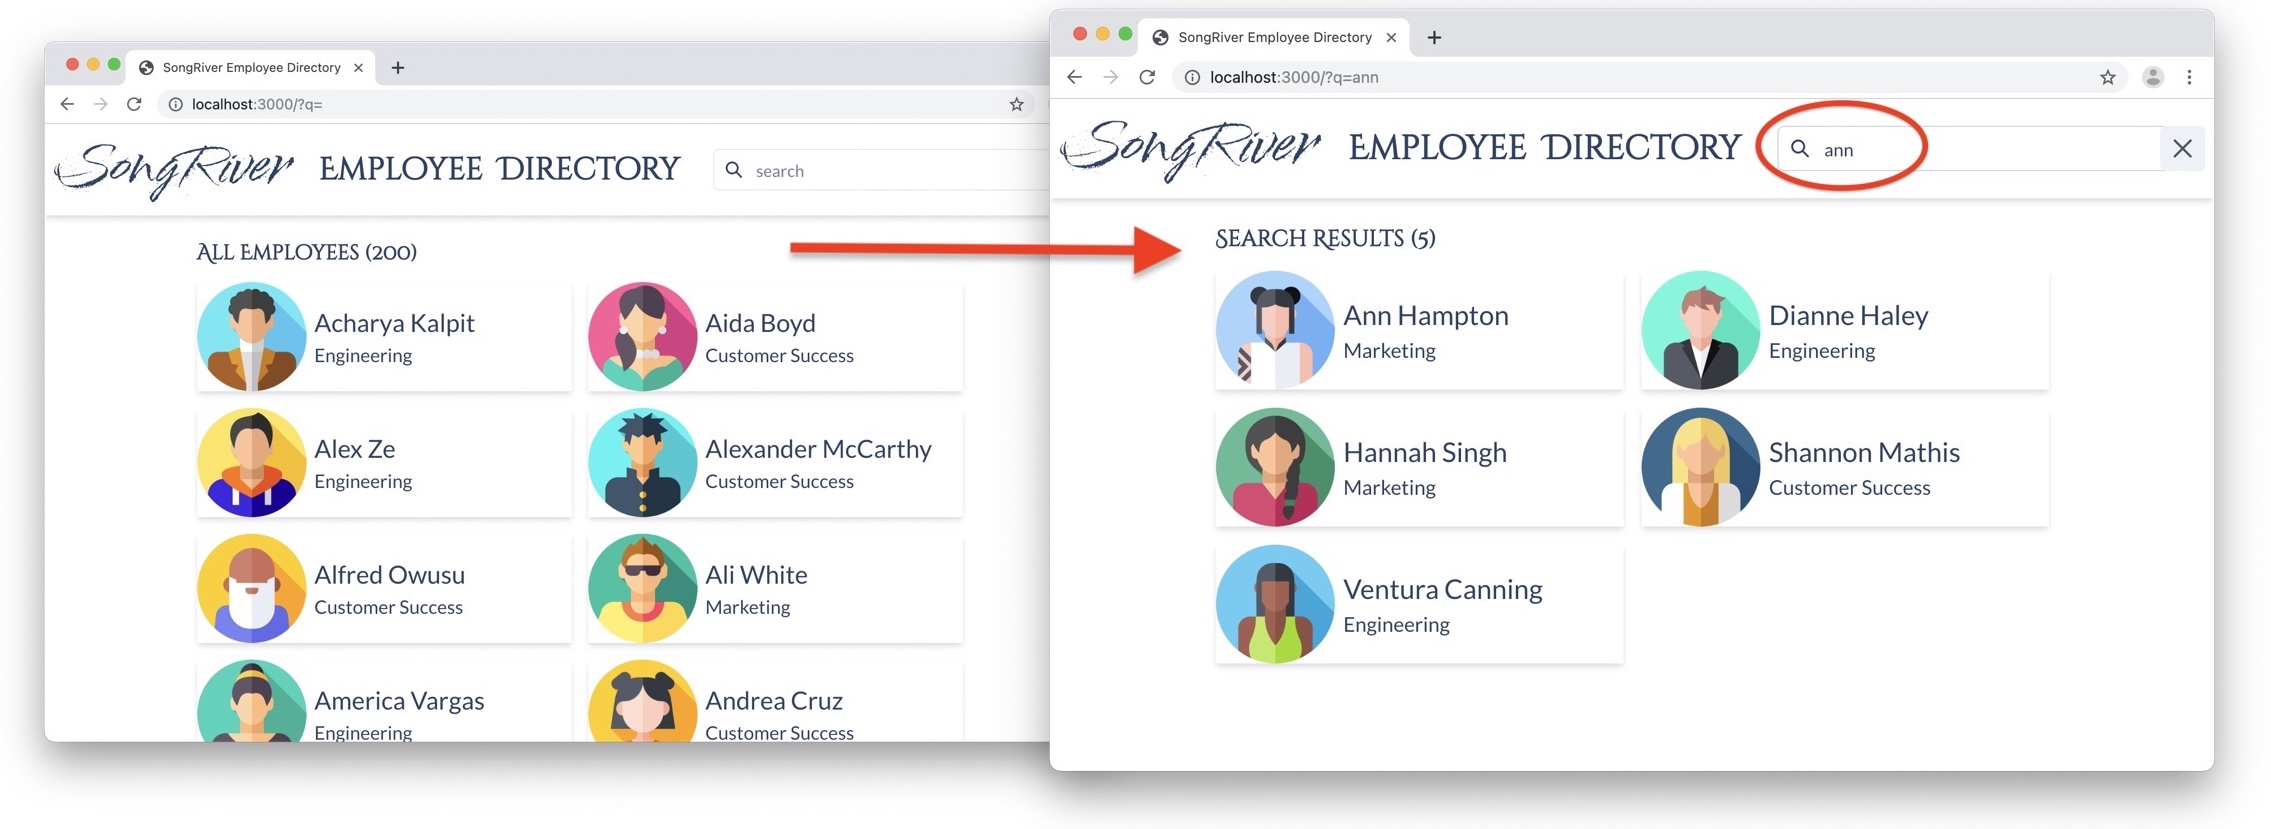 SongRiver Employee Directory
localhost:3000/?q=
SongRiver EMPLOYEE DIRECTORY
search
ALL EMPLOYEES (200)
Acharya Kalpit
Engineering
Aida Boyd
Customer Success
Alex Ze
Engineering
Alexander McCarthy
Customer Success
Alfred Owusu
Customer Success
Ali White
Marketing
America Vargas
Engineering
Andrea Cruz
Customer Success
SongRiver Employee Directory
localhost:3000/?q=ann
SongRiver EMPLOYEE DIRECTORY
ann
SEARCH RESULTS (5)
Ann Hampton
Marketing
Dianne Haley
Engineering
Hannah Singh
Marketing
Shannon Mathis
Customer Success
Ventura Canning
Engineering